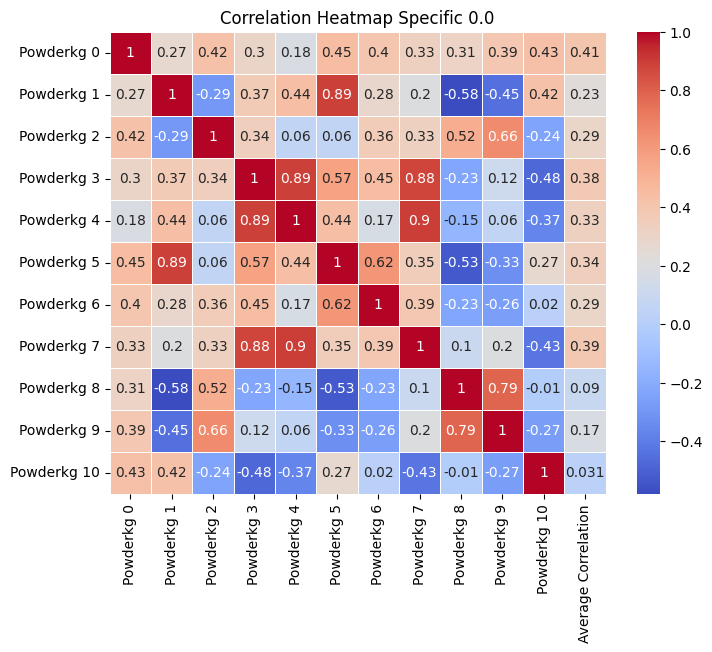 Correlation Heatmap Specific 0.0
Powderkg 0 1 0.27 0.42 0.3 0.18 0.45 0.4 0.33 0.31 0.39 0.43 0.41
Powderkg 1 0.27 1 -0.29 0.37 0.44 0.89 0.28 0.2 -0.58 -0.45 0.42 0.23
Powderkg 2 0.42 -0.29 1 0.34 0.06 0.06 0.36 0.33 0.52 0.66 -0.24 0.29
Powderkg 3 0.3 0.37 0.34 1 0.89 0.57 0.45 0.88 -0.23 0.12 -0.48 0.38
Powderkg 4 0.18 0.44 0.06 0.89 1 0.44 0.17 0.9 -0.15 0.06 -0.37 0.33
Powderkg 5 0.45 0.89 0.06 0.57 0.44 1 0.62 0.35 -0.53 -0.33 0.27 0.34
Powderkg 6 0.4 0.28 0.36 0.45 0.17 0.62 1 0.39 -0.23 -0.26 0.02 0.29
Powderkg 7 0.33 0.2 0.33 0.88 0.9 0.35 0.39 1 0.1 0.2 -0.43 0.39
Powderkg 8 0.31 -0.58 0.52 -0.23 -0.15 -0.53 -0.23 0.1 1 0.79 -0.01 0.09
Powderkg 9 0.39 -0.45 0.66 0.12 0.06 -0.33 -0.26 0.2 0.79 1 -0.27 0.17
Powderkg 10 0.43 0.42 -0.24 -0.48 -0.37 0.27 0.02 -0.43 -0.01 -0.27 1 0.031
Powderkg 0
Powderkg 1
Powderkg 2
Powderkg 3
Powderkg 4
Powderkg 5
Powderkg 6
Powderkg 7
Powderkg 8
Powderkg 9
Powderkg 10
Average Correlation
1.0
0.8
0.6
0.4
0.2
0.0
−0.2
−0.4